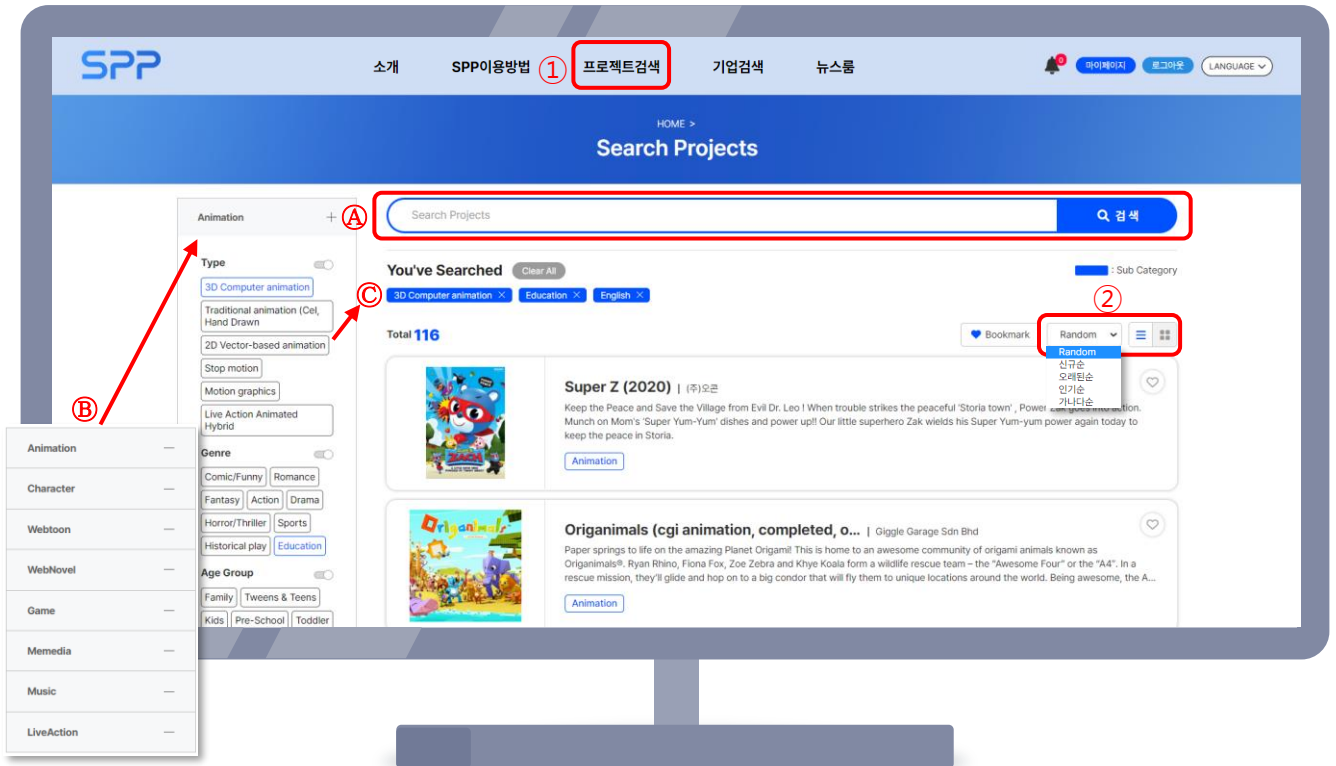 SPP
소개
SPP이용방법
①
프로젝트검색
기업검색
뉴스룸
0
마이페이지
로그아웃
LANGUAGE
HOME >
Search Projects
Animation +
Ⓐ
Search Projects
검색
Type
3D Computer animation
Traditional animation (Cel,
Hand Drawn
2D Vector-based animation
Stop motion
Motion graphics
Live Action Animated
Hybrid
Genre
Comic/Funny
Romance
Fantasy
Action
Drama
Horror/Thriller
Sports
Historical play
Education
Age Group
Family
Tweens & Teens
Kids
Pre-School
Toddler
Ⓑ
Animation —
Character —
Webtoon —
WebNovel —
Game —
Memedia —
Music —
LiveAction —
You've Searched
Clear All
: Sub Category
Ⓒ
3D Computer animation ×
Education ×
English ×
②
Total 116
Bookmark
Random
Random
신규순
오래된순
인기순
가나다순
Super Z (2020) | (주)오콘
Keep the Peace and Save the Village from Evil Dr. Leo ! When trouble strikes the peaceful 'Storia town' , Power Zak goes into action.
Munch on Mom's 'Super Yum-Yum' dishes and power up!! Our little superhero Zak wields his Super Yum-yum power again today to
keep the peace in Storia.
Animation
Origanimals
Origanimals (cgi animation, completed, o... | Giggle Garage Sdn Bhd
Paper springs to life on the amazing Planet Origami! This is home to an awesome community of origami animals known as
Origanimals®. Ryan Rhino, Fiona Fox, Zoe Zebra and Khye Koala form a wildlife rescue team – the "Awesome Four" or the "A4". In a
rescue mission, they'll glide and hop on to a big condor that will fly them to unique locations around the world. Being awesome, the A...
Animation